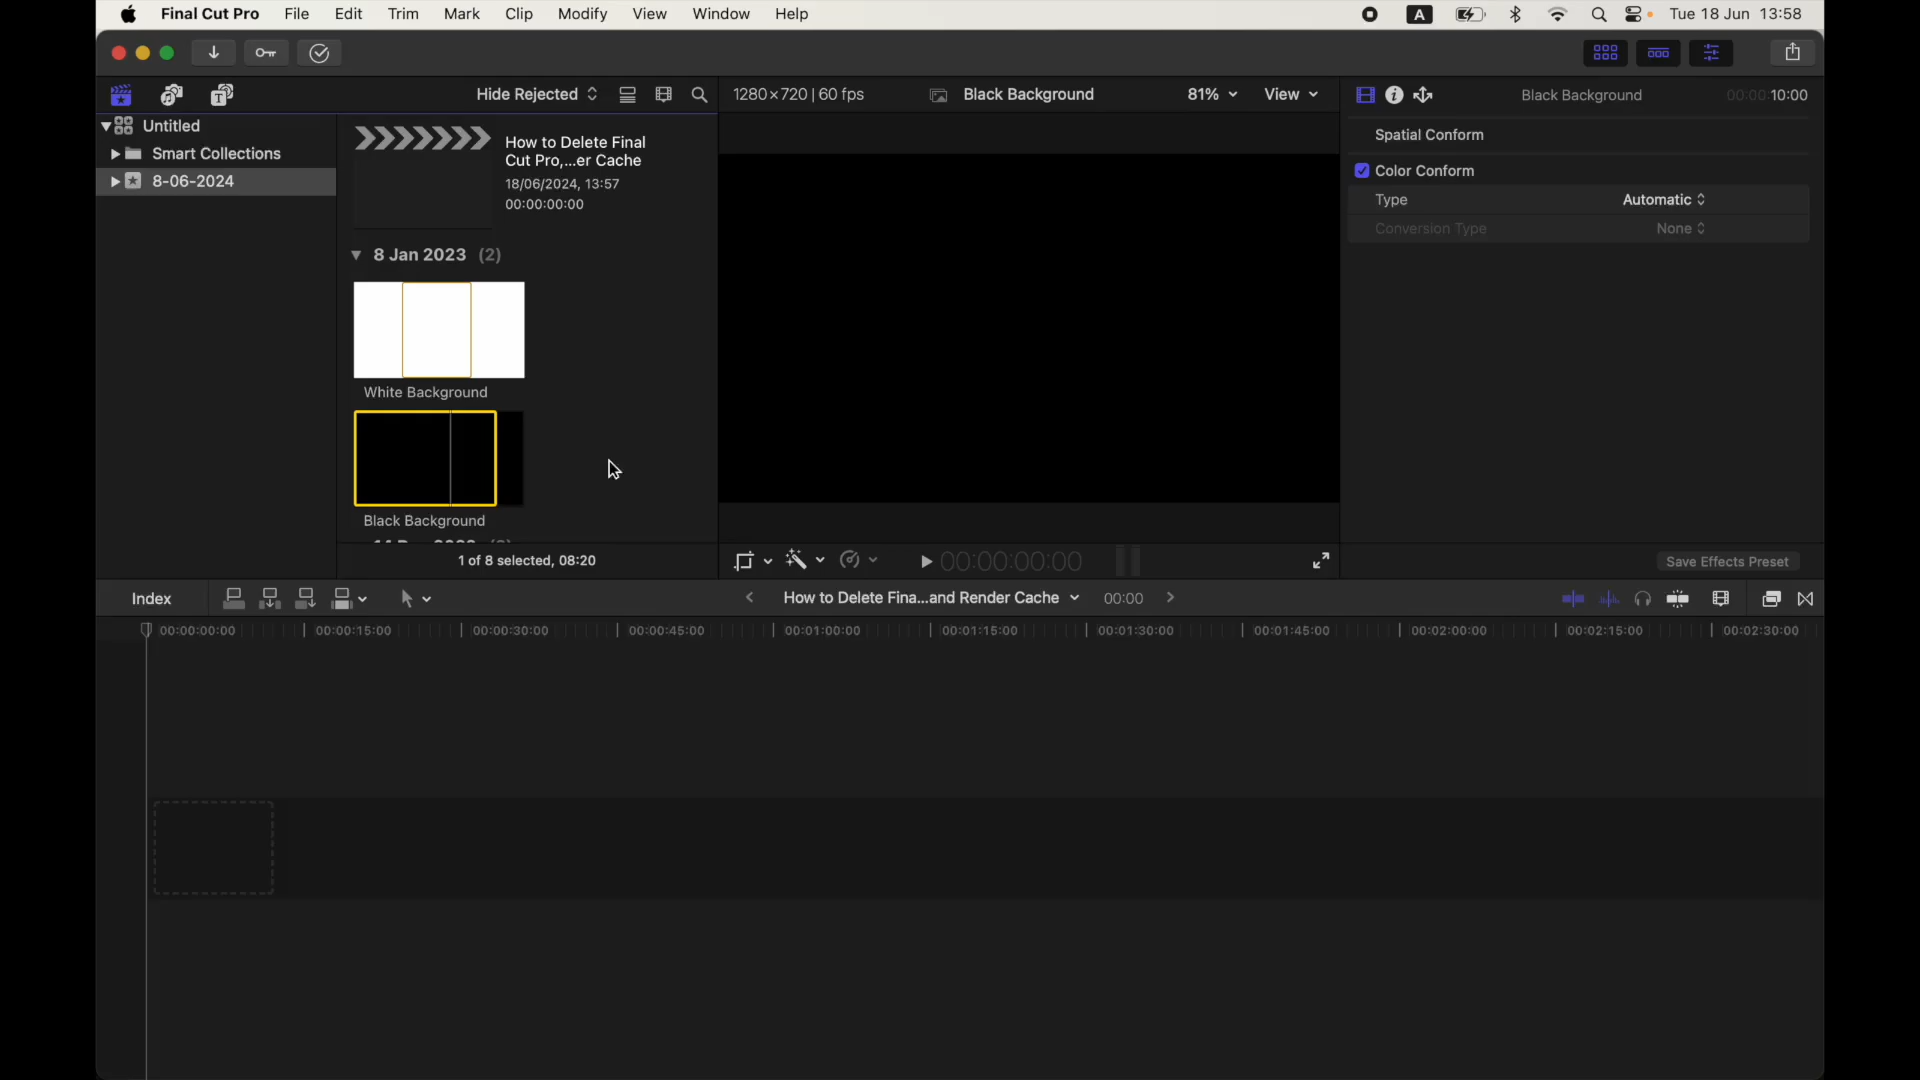 Final Cut Pro File Edit Trim Mark Clip Modify View Window Help A Tue 18 Jun 13:58
Hide Rejected 1280×720 | 60 fps Black Background 81% View Black Background 00:00:10:00
Untitled
Smart Collections
8-06-2024
How to Delete Final
Cut Pro,...er Cache
18/06/2024, 13:57
00:00:00:00
8 Jan 2023 (2)
White Background
Black Background
1 of 8 selected, 08:20
00:00:00:00
Spatial Conform
Color Conform
Type Automatic
Conversion Type None
Save Effects Preset
Index How to Delete Fina...and Render Cache 00:00
00:00:00:00 00:00:15:00 00:00:30:00 00:00:45:00 00:01:00:00 00:01:15:00 00:01:30:00 00:01:45:00 00:02:00:00 00:02:15:00 00:02:30:00